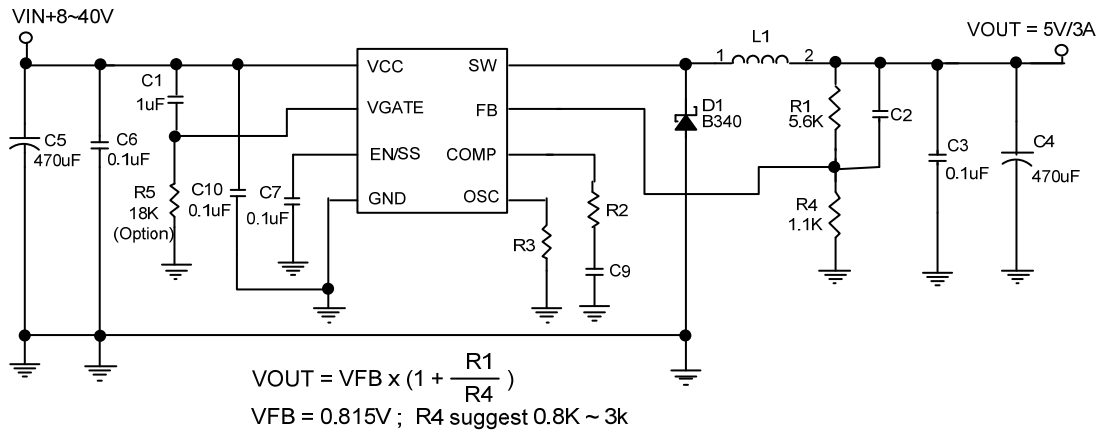 VIN+8~40V
VOUT = 5V/3A
L1
1
2
VCC
SW
C1
1uF
VGATE
FB
D1
B340
R1
5.6K
C2
C5
470uF
C6
0.1uF
EN/SS
COMP
C3
0.1uF
C4
470uF
R5
18K
(Option)
C10
0.1uF
C7
0.1uF
GND
OSC
R2
R4
1.1K
R3
C9
VOUT = VFB x (1 + R1
R4 )
VFB = 0.815V ; R4 suggest 0.8K ~ 3k